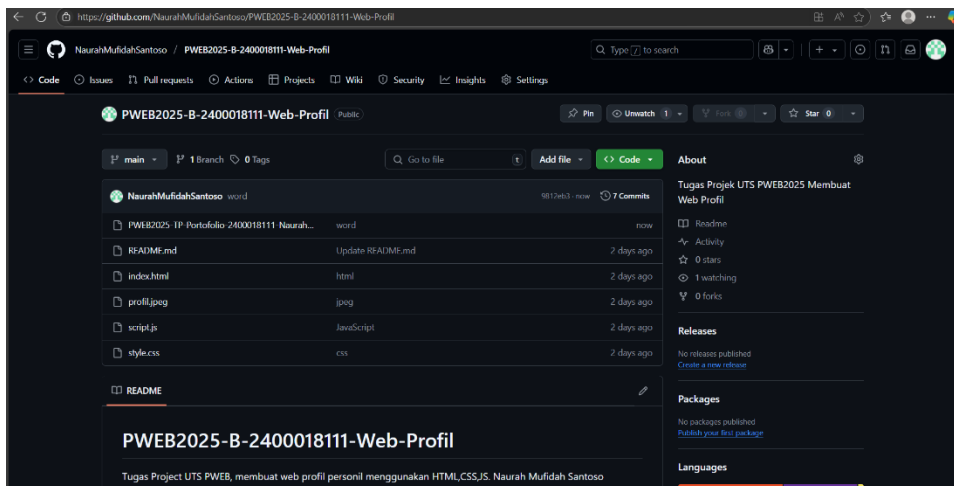 https://github.com/NaurahMufidahSantoso/PWEB2025-B-2400018111-Web-Profil
NaurahMufidahSantoso / PWEB2025-B-2400018111-Web-Profil
Type / to search
<> Code Issues Pull requests Actions Projects Wiki Security Insights Settings
PWEB2025-B-2400018111-Web-Profil Public
Pin Unwatch 1 Fork 0 Star 0
main 1 Branch 0 Tags Go to file t Add file <> Code
NaurahMufidahSantoso word 9812eb3 · now 7 Commits
PWEB2025-TP-Portofolio-2400018111-Naurah... word now
README.md Update README.md 2 days ago
index.html html 2 days ago
profil.jpeg jpeg 2 days ago
script.js JavaScript 2 days ago
style.css css 2 days ago
README
PWEB2025-B-2400018111-Web-Profil
Tugas Project UTS PWEB, membuat web profil personil menggunakan HTML,CSS,JS. Naurah Mufidah Santoso
About
Tugas Projek UTS PWEB2025 Membuat
Web Profil
Readme
Activity
0 stars
1 watching
0 forks
Releases
No releases published
Create a new release
Packages
No packages published
Publish your first package
Languages